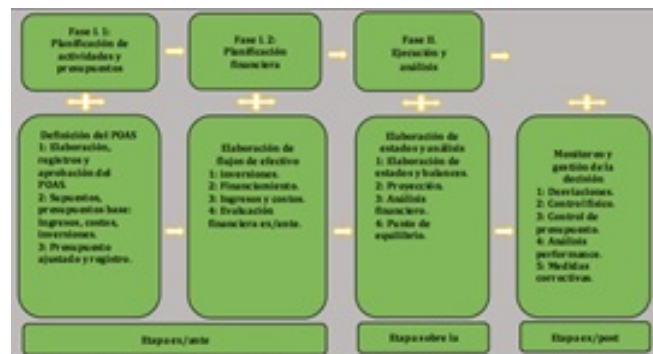 Fase I. 1:
Planificación de
actividades y
presupuestos
Fase I. 2:
Planificación
financiera
Fase II.
Ejecución y
análisis
Definición del POAS
1: Elaboración,
registros y
aprobación del
POAS.
2: Supuestos,
presupuestos base:
Ingresos, costos,
inversiones.
3: Presupuesto
ajustado y registro.
Elaboración de
flujos de efectivo
1: Inversiones.
2: Financiamiento.
3: Ingresos y costos.
4: Evaluación
financiera ex/ante.
Elaboración de
estados y análisis
1: Elaboración de
estados y balances.
2: Proyección.
3: Análisis
financiero.
4: Punto de
equilibrio.
Monitoreo y
gestión de la
decisión
1: Desviaciones.
2: Control físico.
3: Control de
presupuesto.
4: Análisis
performance.
5: Medidas
correctivas.
Etapa ex/ante
Etapa sobre la
Etapa ex/post